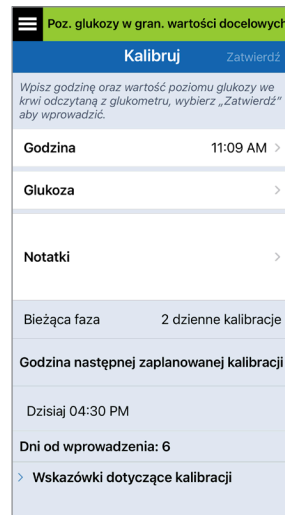 Poz. glukozy w gran. wartości docelowych
Kalibruj Zatwierdź
Wpisz godzinę oraz wartość poziomu glukozy we
krwi odczytaną z glukometru, wybierz „Zatwierdź”
aby wprowadzić.
Godzina 11:09 AM
Glukoza
Notatki
Bieżąca faza 2 dzienne kalibracje
Godzina następnej zaplanowanej kalibracji
Dzisiaj 04:30 PM
Dni od wprowadzenia: 6
Wskazówki dotyczące kalibracji